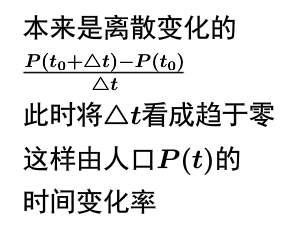 本来是离散变化的
P(t₀+△t)−P(t₀)
△t
此时将△t看成趋于零
这样由人口P(t)的
时间变化率